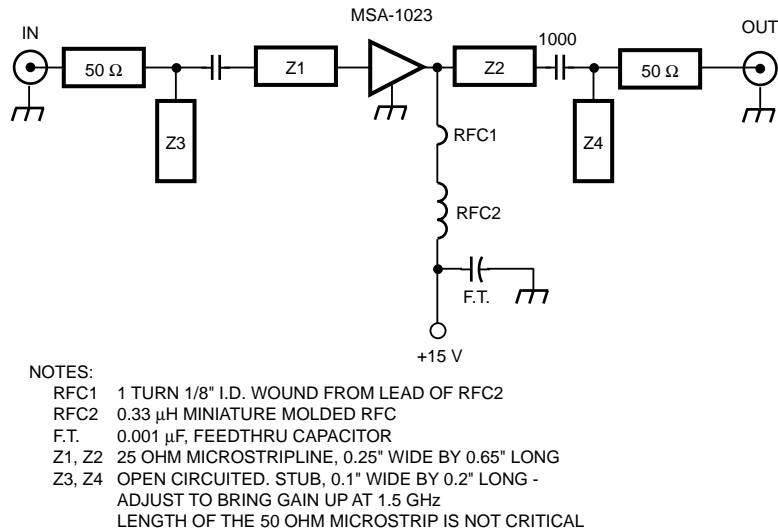 MSA-1023
IN
OUT
1000
50 Ω
Z1
Z2
50 Ω
Z3
Z4
RFC1
RFC2
F.T.
+15 V
NOTES:
RFC1 1 TURN 1/8" I.D. WOUND FROM LEAD OF RFC2
RFC2 0.33 μH MINIATURE MOLDED RFC
F.T. 0.001 μF, FEEDTHRU CAPACITOR
Z1, Z2 25 OHM MICROSTRIPLINE, 0.25" WIDE BY 0.65" LONG
Z3, Z4 OPEN CIRCUITED. STUB, 0.1" WIDE BY 0.2" LONG -
ADJUST TO BRING GAIN UP AT 1.5 GHz
LENGTH OF THE 50 OHM MICROSTRIP IS NOT CRITICAL